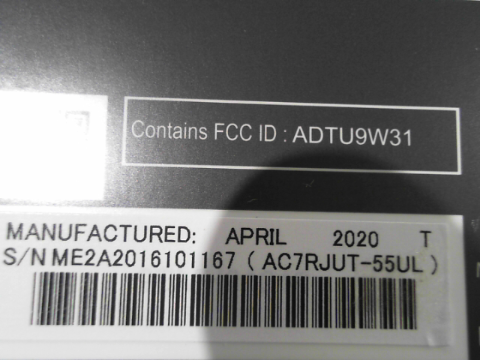 Contains FCC ID : ADTU9W31
MANUFACTURED: APRIL 2020 T
S/N ME2A2016101167 ( AC7RJUT-55UL )